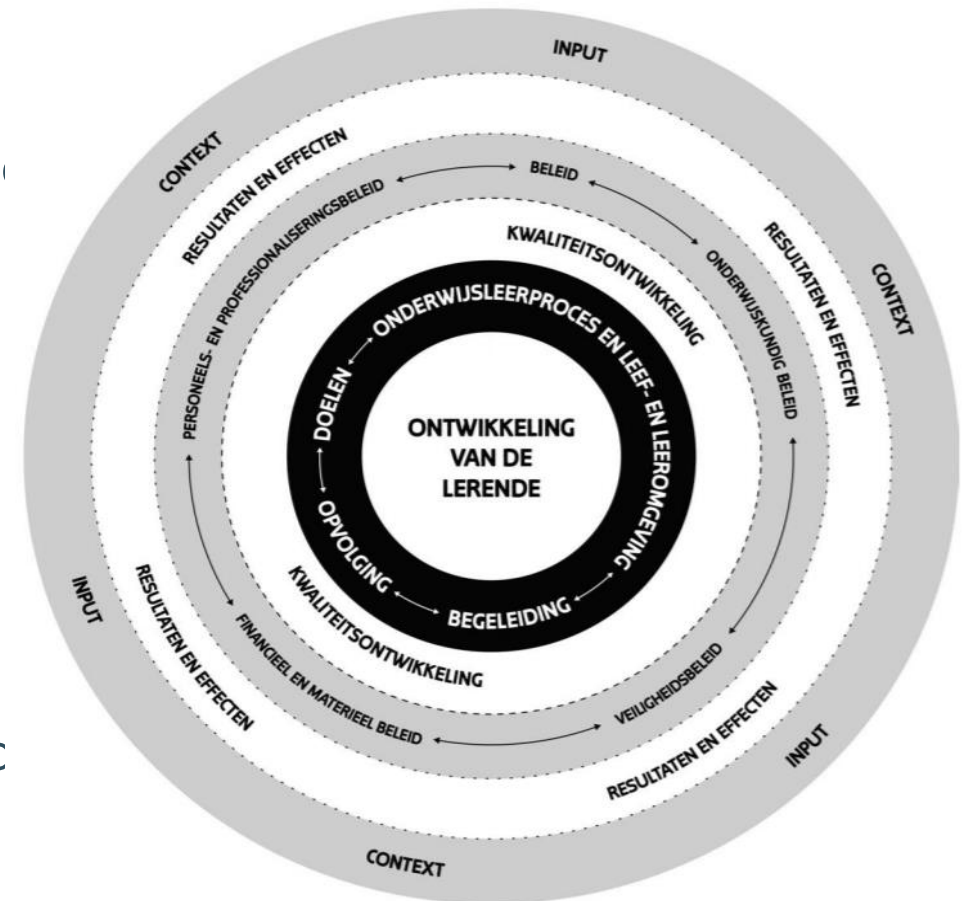 INPUT
CONTEXT
RESULTATEN EN EFFECTEN
PERSONEELS- EN PROFESSIONALISERINGSBELEID
BELEID
KWALITEITSONTWIKKELING
ONDERWIJSKUNDIG BELEID
RESULTATEN EN EFFECTEN
CONTEXT
ONDERWIJSLEERPROCES EN LEEF- EN LEEROMGEVING
DOELEN
ONTWIKKELING
VAN DE
LERENDE
OPVOLGING
BEGELEIDING
KWALITEITSONTWIKKELING
INPUT
RESULTATEN EN EFFECTEN
FINANCIEEL EN MATERIEEL BELEID
VEILIGHEIDSBELEID
RESULTATEN EN EFFECTEN
INPUT
CONTEXT